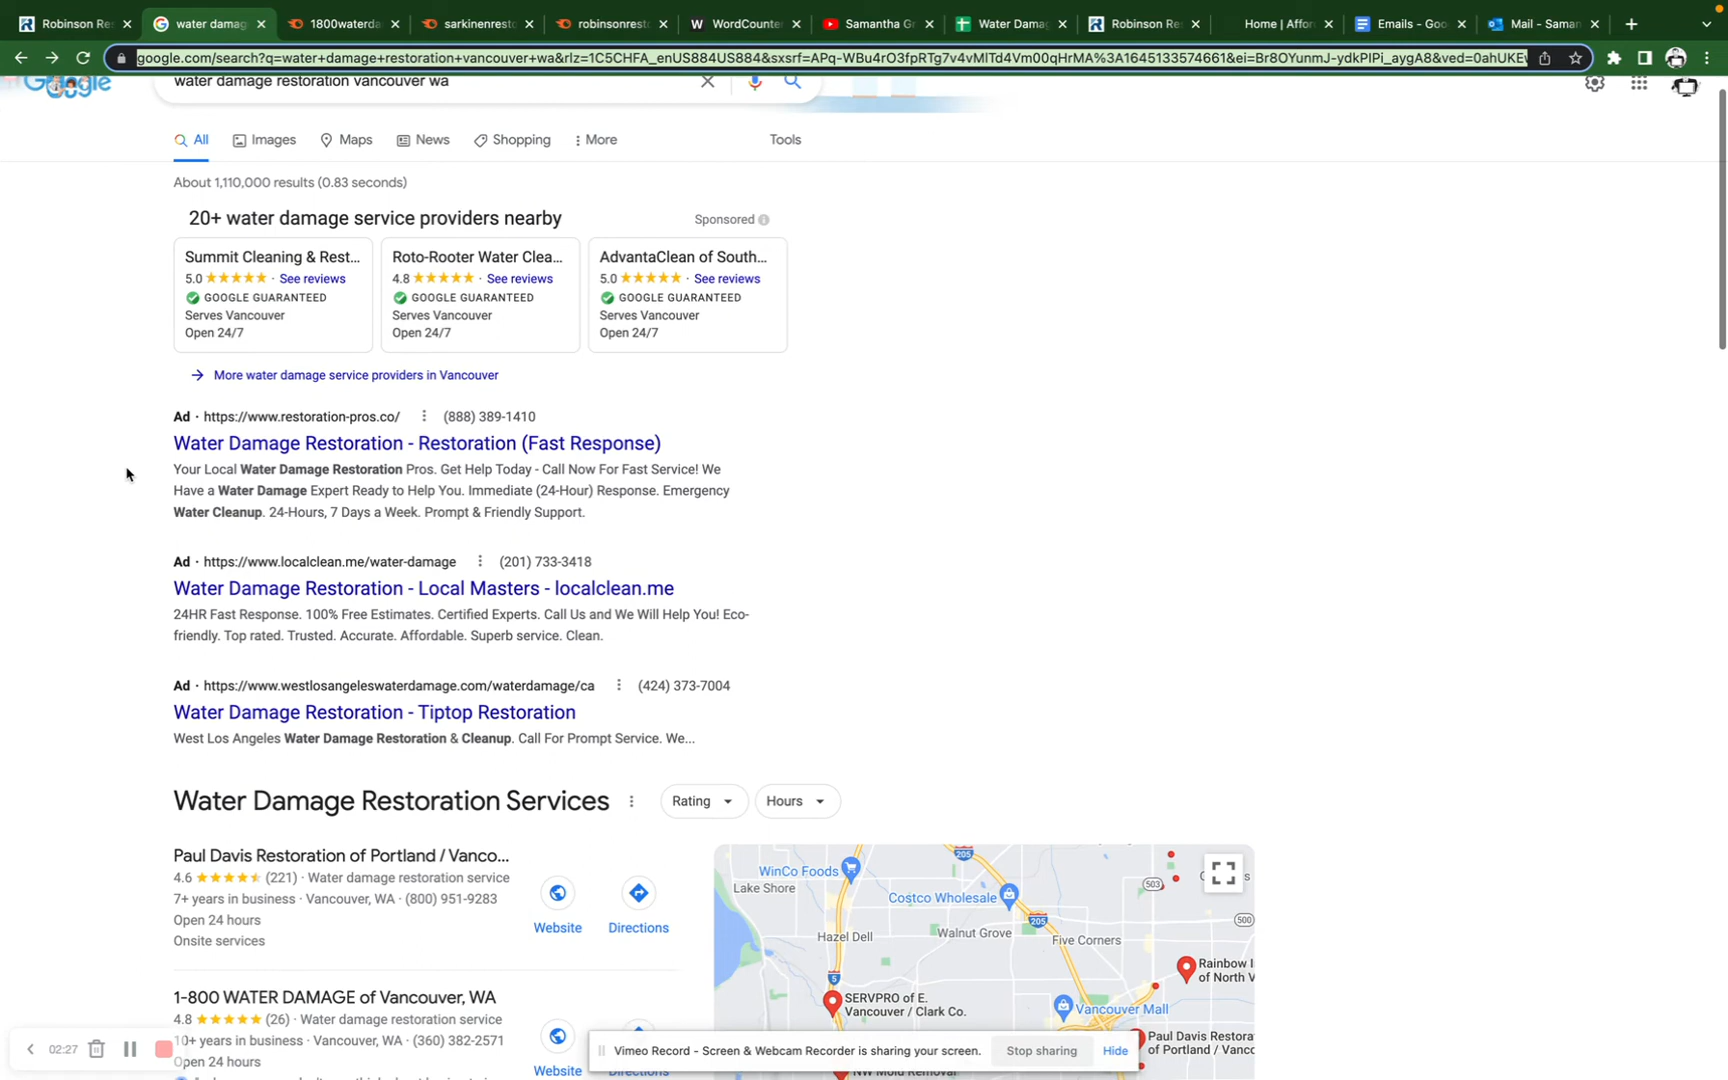 Robinson Res
water damag
1800waterda
sarkinenresto
robinsonresto
WordCounter
Samantha Gr
Water Damag
Robinson Res
Home | Affor
Emails - Goo
Mail - Saman
google.com/search?q=water+damage+restoration+vancouver+wa&rlz=1C5CHFA_enUS884US884&sxsrf=APq-WBu4rO3fpRTg7v4vMlTd4Vm00qHrMA%3A1645133574661&ei=Br8OYunmJ-ydkPIPi_aygA8&ved=0ahUKEw
Google
water damage restoration vancouver wa
All Images Maps News Shopping More Tools
About 1,110,000 results (0.83 seconds)
20+ water damage service providers nearby
Sponsored
Summit Cleaning & Rest...
5.0 · See reviews
GOOGLE GUARANTEED
Serves Vancouver
Open 24/7
Roto-Rooter Water Clea...
4.8 · See reviews
GOOGLE GUARANTEED
Serves Vancouver
Open 24/7
AdvantaClean of South...
5.0 · See reviews
GOOGLE GUARANTEED
Serves Vancouver
Open 24/7
More water damage service providers in Vancouver
Ad · https://www.restoration-pros.co/ (888) 389-1410
Water Damage Restoration - Restoration (Fast Response)
Your Local Water Damage Restoration Pros. Get Help Today - Call Now For Fast Service! We
Have a Water Damage Expert Ready to Help You. Immediate (24-Hour) Response. Emergency
Water Cleanup. 24-Hours, 7 Days a Week. Prompt & Friendly Support.
Ad · https://www.localclean.me/water-damage (201) 733-3418
Water Damage Restoration - Local Masters - localclean.me
24HR Fast Response. 100% Free Estimates. Certified Experts. Call Us and We Will Help You! Eco-
friendly. Top rated. Trusted. Accurate. Affordable. Superb service. Clean.
Ad · https://www.westlosangeleswaterdamage.com/waterdamage/ca (424) 373-7004
Water Damage Restoration - Tiptop Restoration
West Los Angeles Water Damage Restoration & Cleanup. Call For Prompt Service. We...
Water Damage Restoration Services
Rating
Hours
Paul Davis Restoration of Portland / Vanco...
4.6 (221) · Water damage restoration service
7+ years in business · Vancouver, WA · (800) 951-9283
Open 24 hours
Onsite services
Website
Directions
1-800 WATER DAMAGE of Vancouver, WA
4.8 (26) · Water damage restoration service
10+ years in business · Vancouver, WA · (360) 382-2571
Open 24 hours
Website
WinCo Foods
Lake Shore
205
503
Costco Wholesale
500
205
Hazel Dell
Walnut Grove
Five Corners
5
Rainbow I
of North V
SERVPRO of E.
Vancouver / Clark Co.
Vancouver Mall
Paul Davis Restora
of Portland / Vanc
NW Mold Removal
02:27
Vimeo Record - Screen & Webcam Recorder is sharing your screen.
Stop sharing
Hide